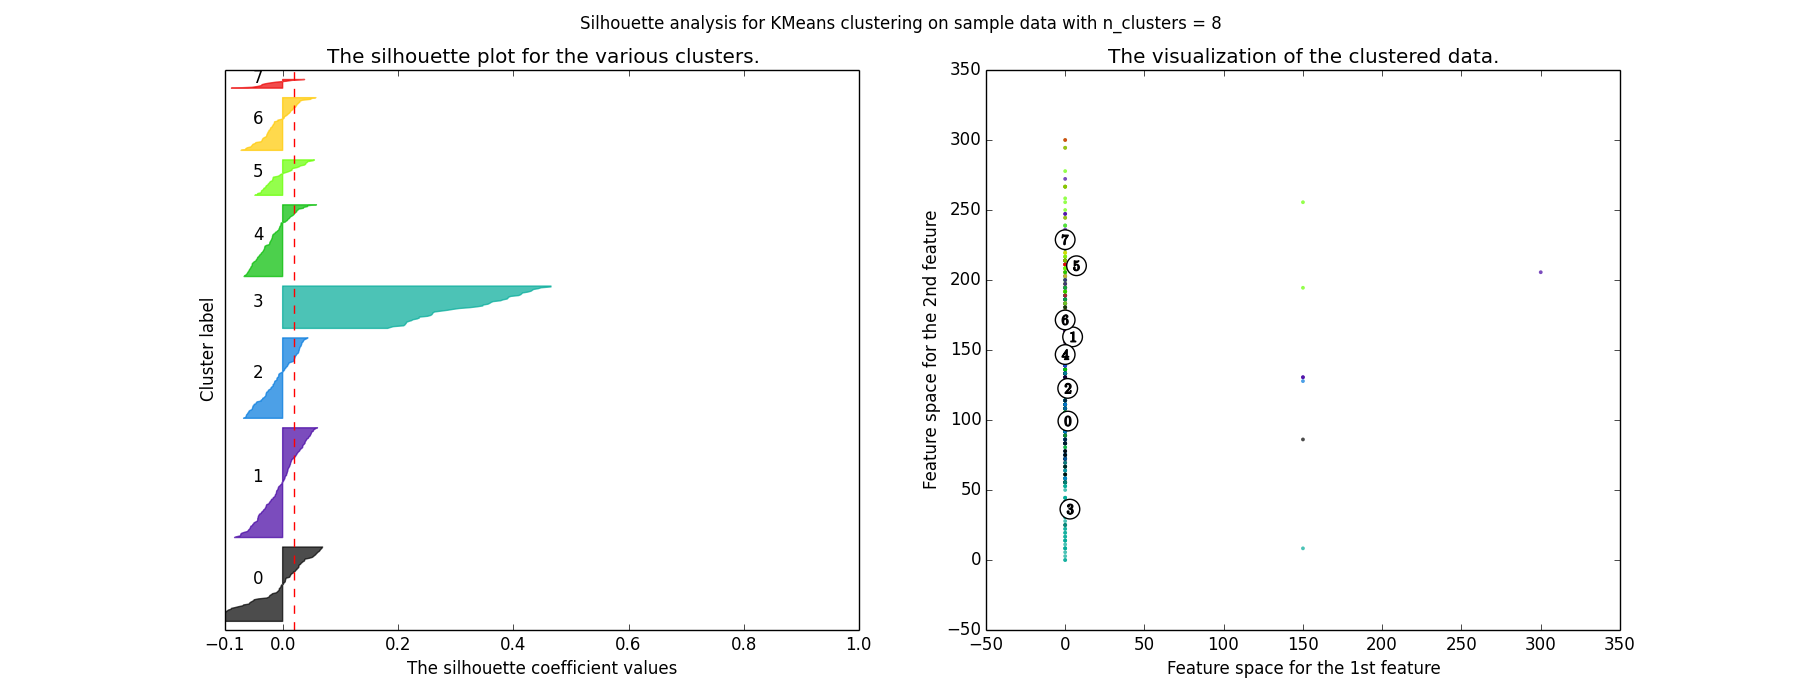 Silhouette analysis for KMeans clustering on sample data with n_clusters = 8
The silhouette plot for the various clusters.
7
6
5
4
3
2
1
0
Cluster label
−0.1 0.0 0.2 0.4 0.6 0.8 1.0
The silhouette coefficient values
The visualization of the clustered data.
350
300
250
200
150
100
50
0
−50
Feature space for the 2nd feature
7
5
6
1
4
2
0
3
−50 0 50 100 150 200 250 300 350
Feature space for the 1st feature